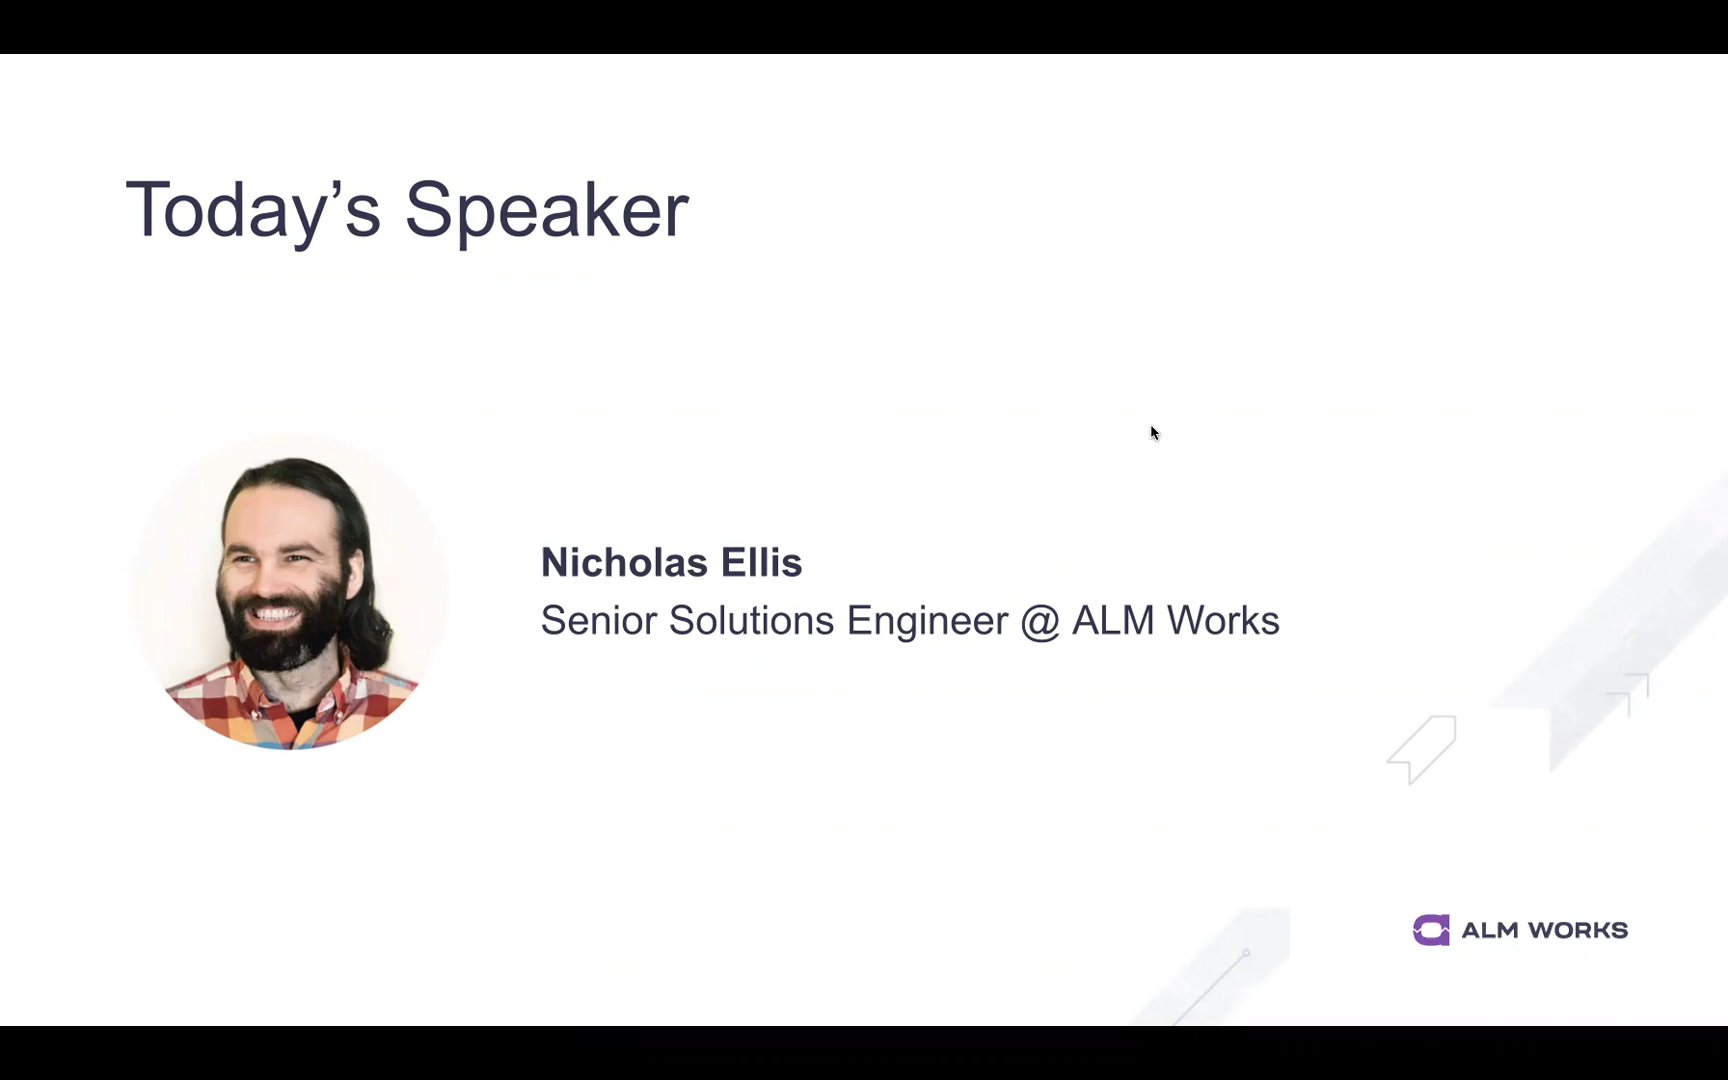 Today’s Speaker
Nicholas Ellis
Senior Solutions Engineer @ ALM Works
ALM WORKS